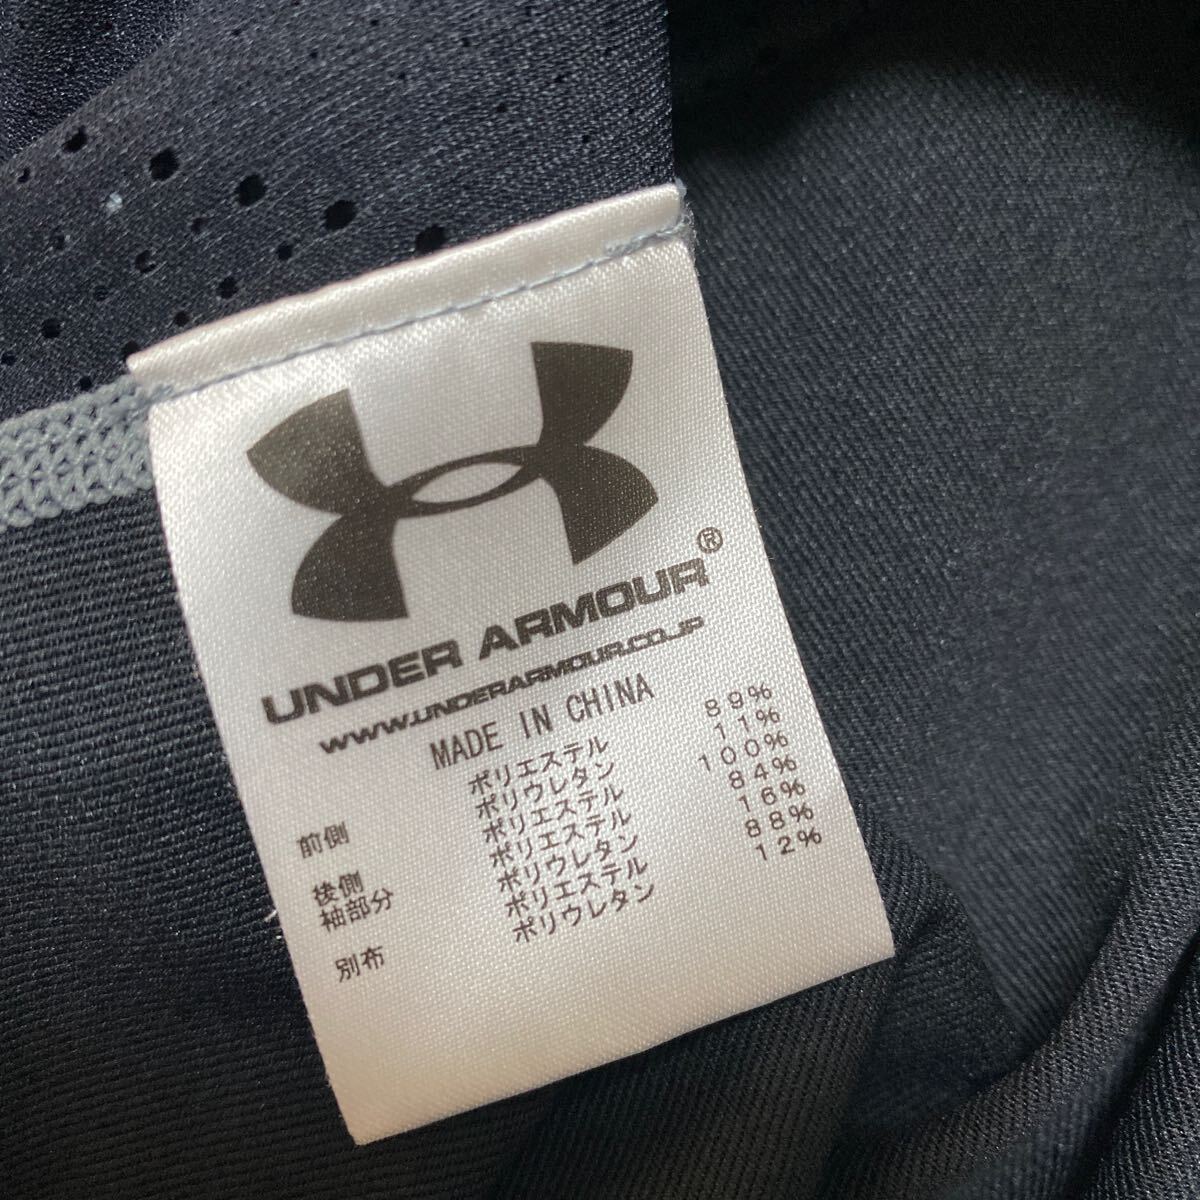 UNDER ARMOUR®
WWW.UNDERARMOUR.CO.JP
MADE IN CHINA
前側 ポリエステル 89%
ポリウレタン 11%
後側 ポリエステル 100%
袖部分 ポリエステル 84%
ポリウレタン 16%
別布 ポリエステル 88%
ポリウレタン 12%